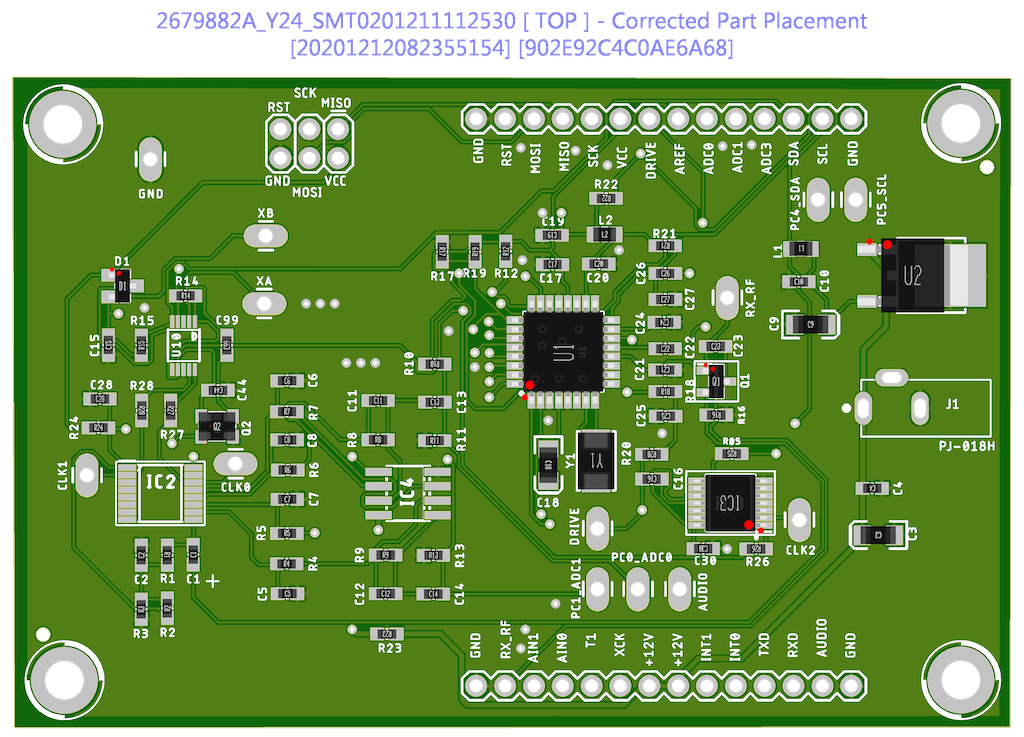 2679882A_Y24_SMT0201211112530 [ TOP ] - Corrected Part Placement
[20201212082355154] [902E92C4C0AE6A68]
SCK
RST MISO
GND VCC
MOSI
GND RST MOSI MISO SCK VCC DRIVE AREF ADC0 ADC1 ADC3 SDA SCL GND
GND
XB
XA
PC4_SDA PC5_SCL
R22
C19 L2 R21
R17 R19 R12 C17 C20 C26 C27
L1 C10 U2
D1 R14
C15 R15 U10 C99
R10 U1 C24 C22 C21 C23
RX_RF C9
C28 R28 C44 C6
R24 R27 Q2 R7 C8
C11 C13 R8 R11
R18 Q1 R16 C25
J1
PJ-018H
CLK1 IC2 CLK0 R6 C7
IC4 C18 Y1 R20 C16
R05 IC3 CLK2
C4 C3
R5 R4 C5
C2 R1 C1 +
R3 R2
R9 R13 C12 C14
R23
DRIVE
PC0_ADC0
PC1_ADC1 AUDIO
C30 R26
GND RX_RF AIN1 AIN0 T1 XCK +12V +12V INT1 INT0 TXD RXD AUDIO GND